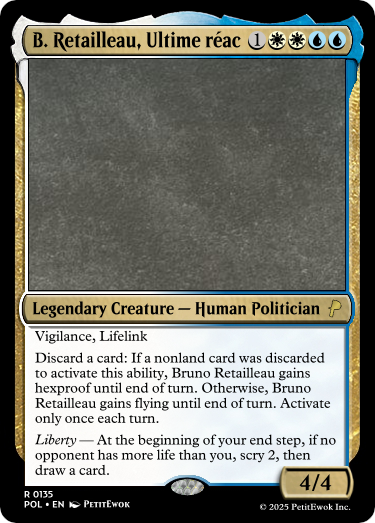 B. Retailleau, Ultime réac 1
Legendary Creature — Human Politician
Vigilance, Lifelink
Discard a card: If a nonland card was discarded
to activate this ability, Bruno Retailleau gains
hexproof until end of turn. Otherwise, Bruno
Retailleau gains flying until end of turn. Activate
only once each turn.
Liberty — At the beginning of your end step, if no
opponent has more life than you, scry 2, then
draw a card.
4/4
R 0135
POL • EN PetitEwok
© 2025 PetitEwok Inc.